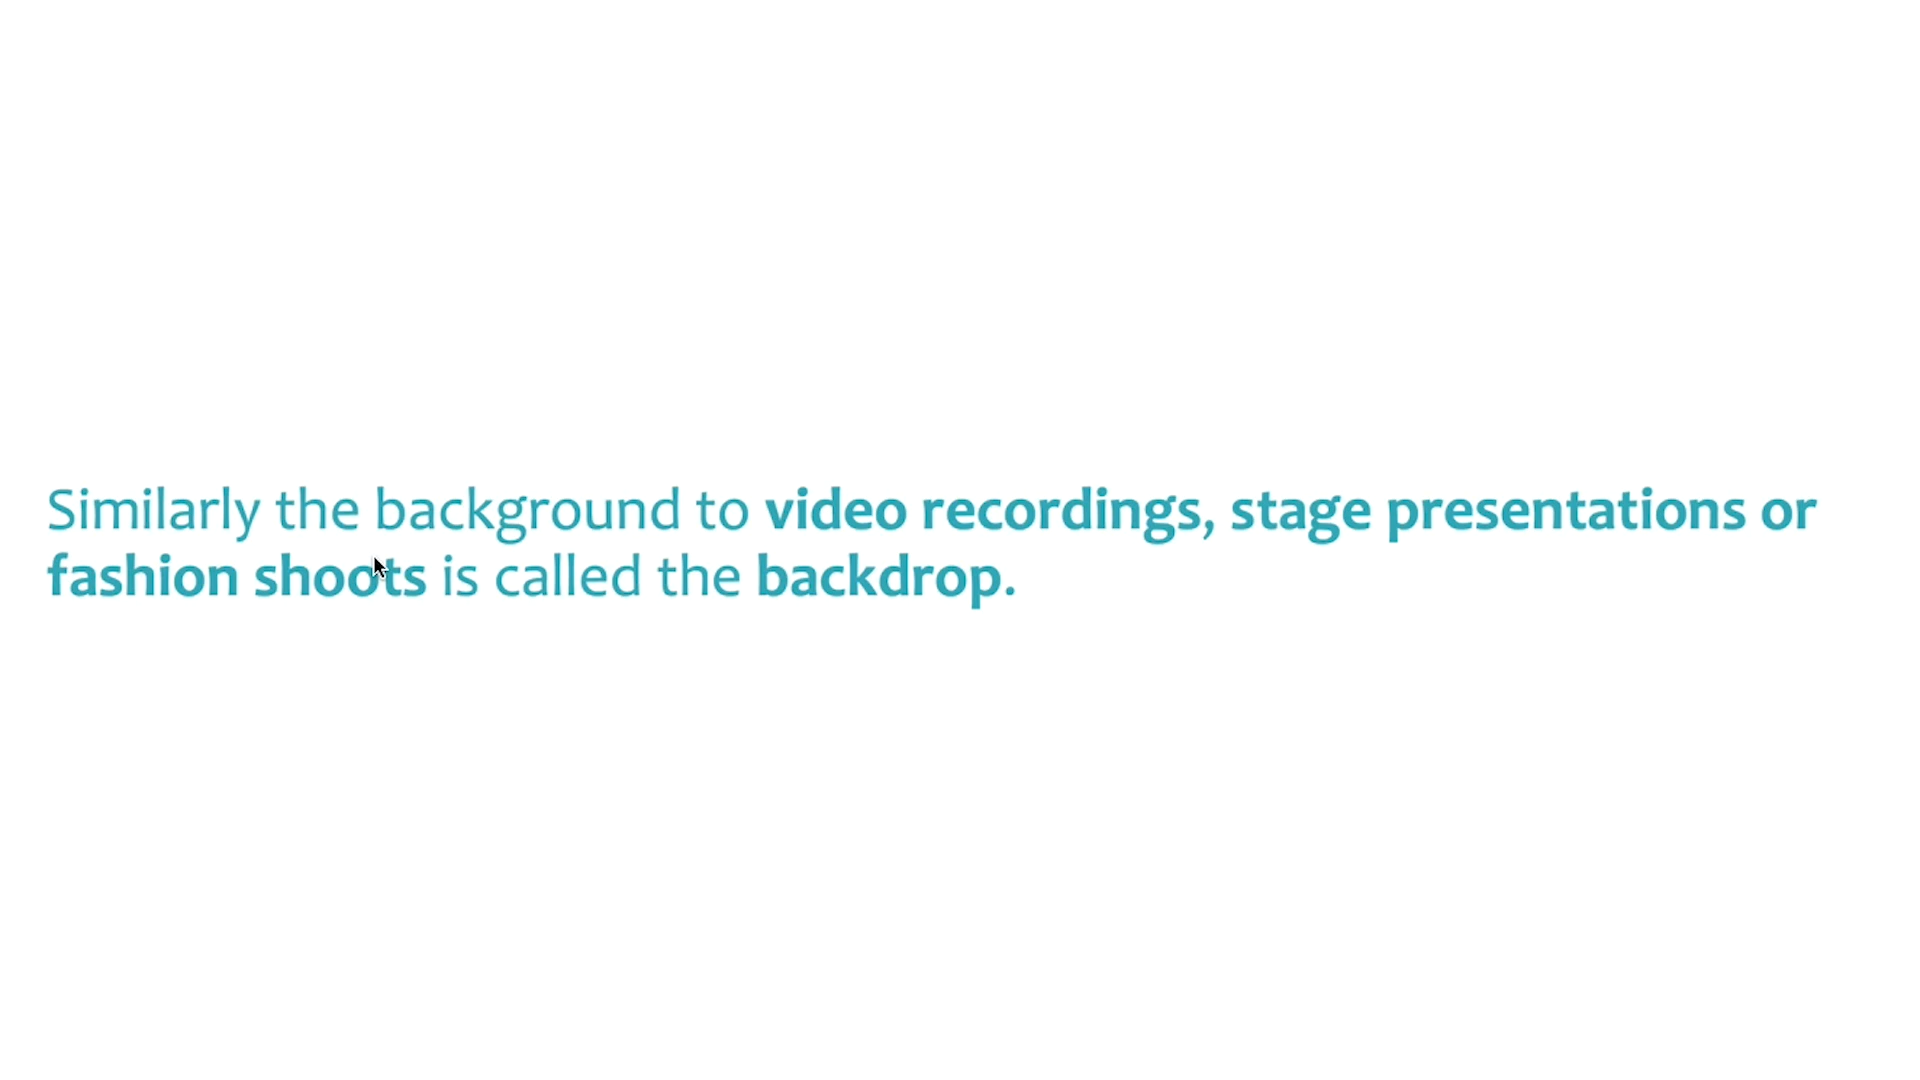 Similarly the background to video recordings, stage presentations or
fashion shoots is called the backdrop.